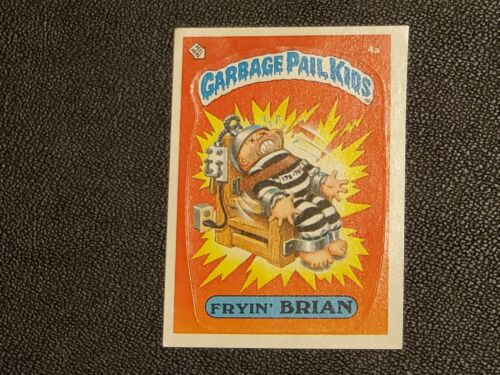 4a
GARBAGE PAIL KIDS
FRYIN' BRIAN